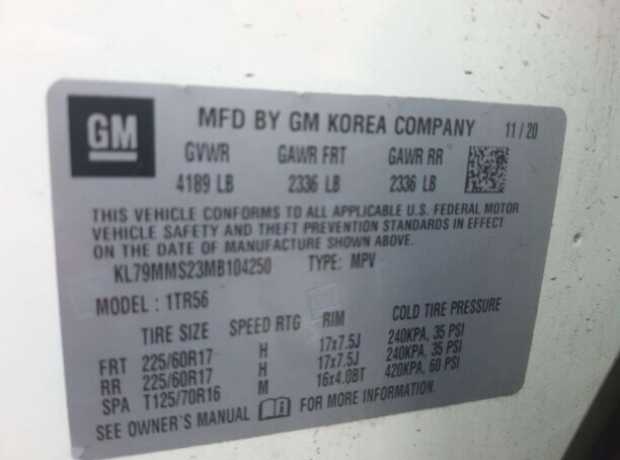 GM
MFD BY GM KOREA COMPANY 11/20
GVWR GAWR FRT GAWR RR
4189 LB 2336 LB 2336 LB
THIS VEHICLE CONFORMS TO ALL APPLICABLE U.S. FEDERAL MOTOR
VEHICLE SAFETY AND THEFT PREVENTION STANDARDS IN EFFECT
ON THE DATE OF MANUFACTURE SHOWN ABOVE.
KL79MMS23MB104250 TYPE: MPV
MODEL : 1TR56
TIRE SIZE SPEED RTG RIM COLD TIRE PRESSURE
FRT 225/60R17 H 17x7.5J 240KPA, 35 PSI
RR 225/60R17 H 17x7.5J 240KPA, 35 PSI
SPA T125/70R16 M 16x4.0BT 420KPA, 60 PSI
SEE OWNER'S MANUAL FOR MORE INFORMATION.